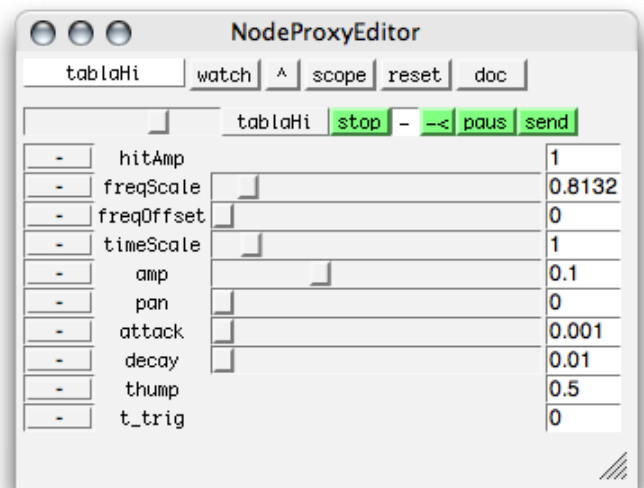 NodeProxyEditor
tablaHi watch ^ scope reset doc
tablaHi stop - -< paus send
- hitAmp 1
- freqScale 0.8132
- freqOffset 0
- timeScale 1
- amp 0.1
- pan 0
- attack 0.001
- decay 0.01
- thump 0.5
- t_trig 0